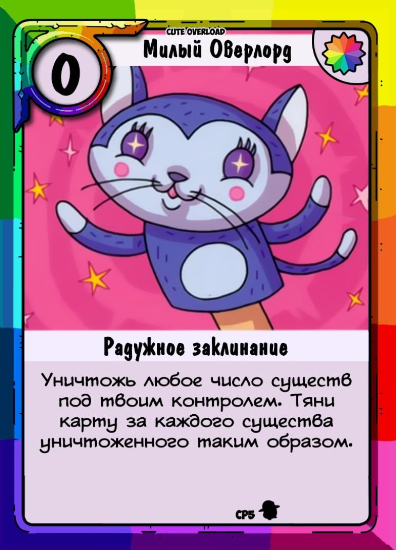 CUTE OVERLOAD
0
Милый Оверлорд
Радужное заклинание
Уничтожь любое число существ
под твоим контролем. Тяни
карту за каждого существа
уничтоженного таким образом.
CP5